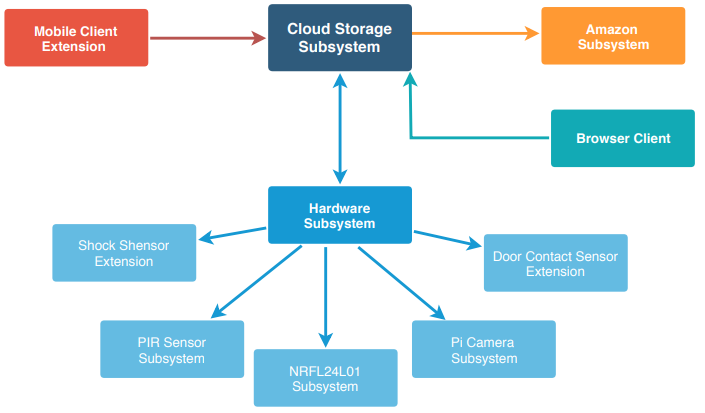 Mobile Client
Extension
Cloud Storage
Subsystem
Amazon
Subsystem
Browser Client
Hardware
Subsystem
Shock Shensor
Extension
Door Contact Sensor
Extension
PIR Sensor
Subsystem
NRFL24L01
Subsystem
Pi Camera
Subsystem